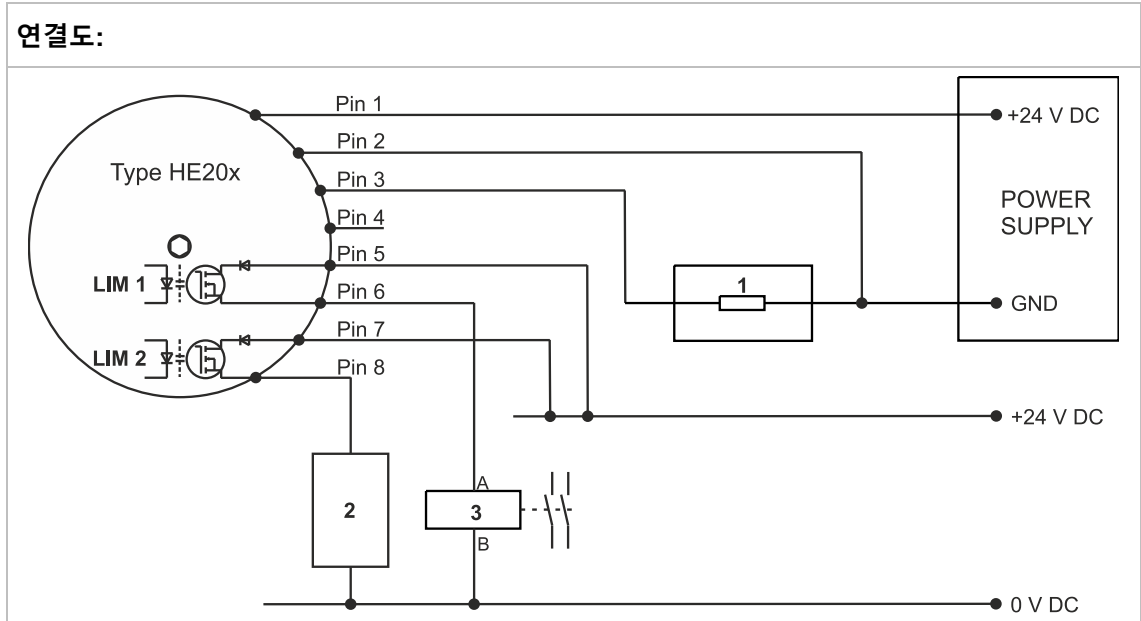 연결도:
Pin 1
+24 V DC
Pin 2
Type HE20x
Pin 3
POWER
SUPPLY
Pin 4
Pin 5
LIM 1
1
Pin 6
GND
Pin 7
LIM 2
Pin 8
+24 V DC
A
2
3
B
0 V DC